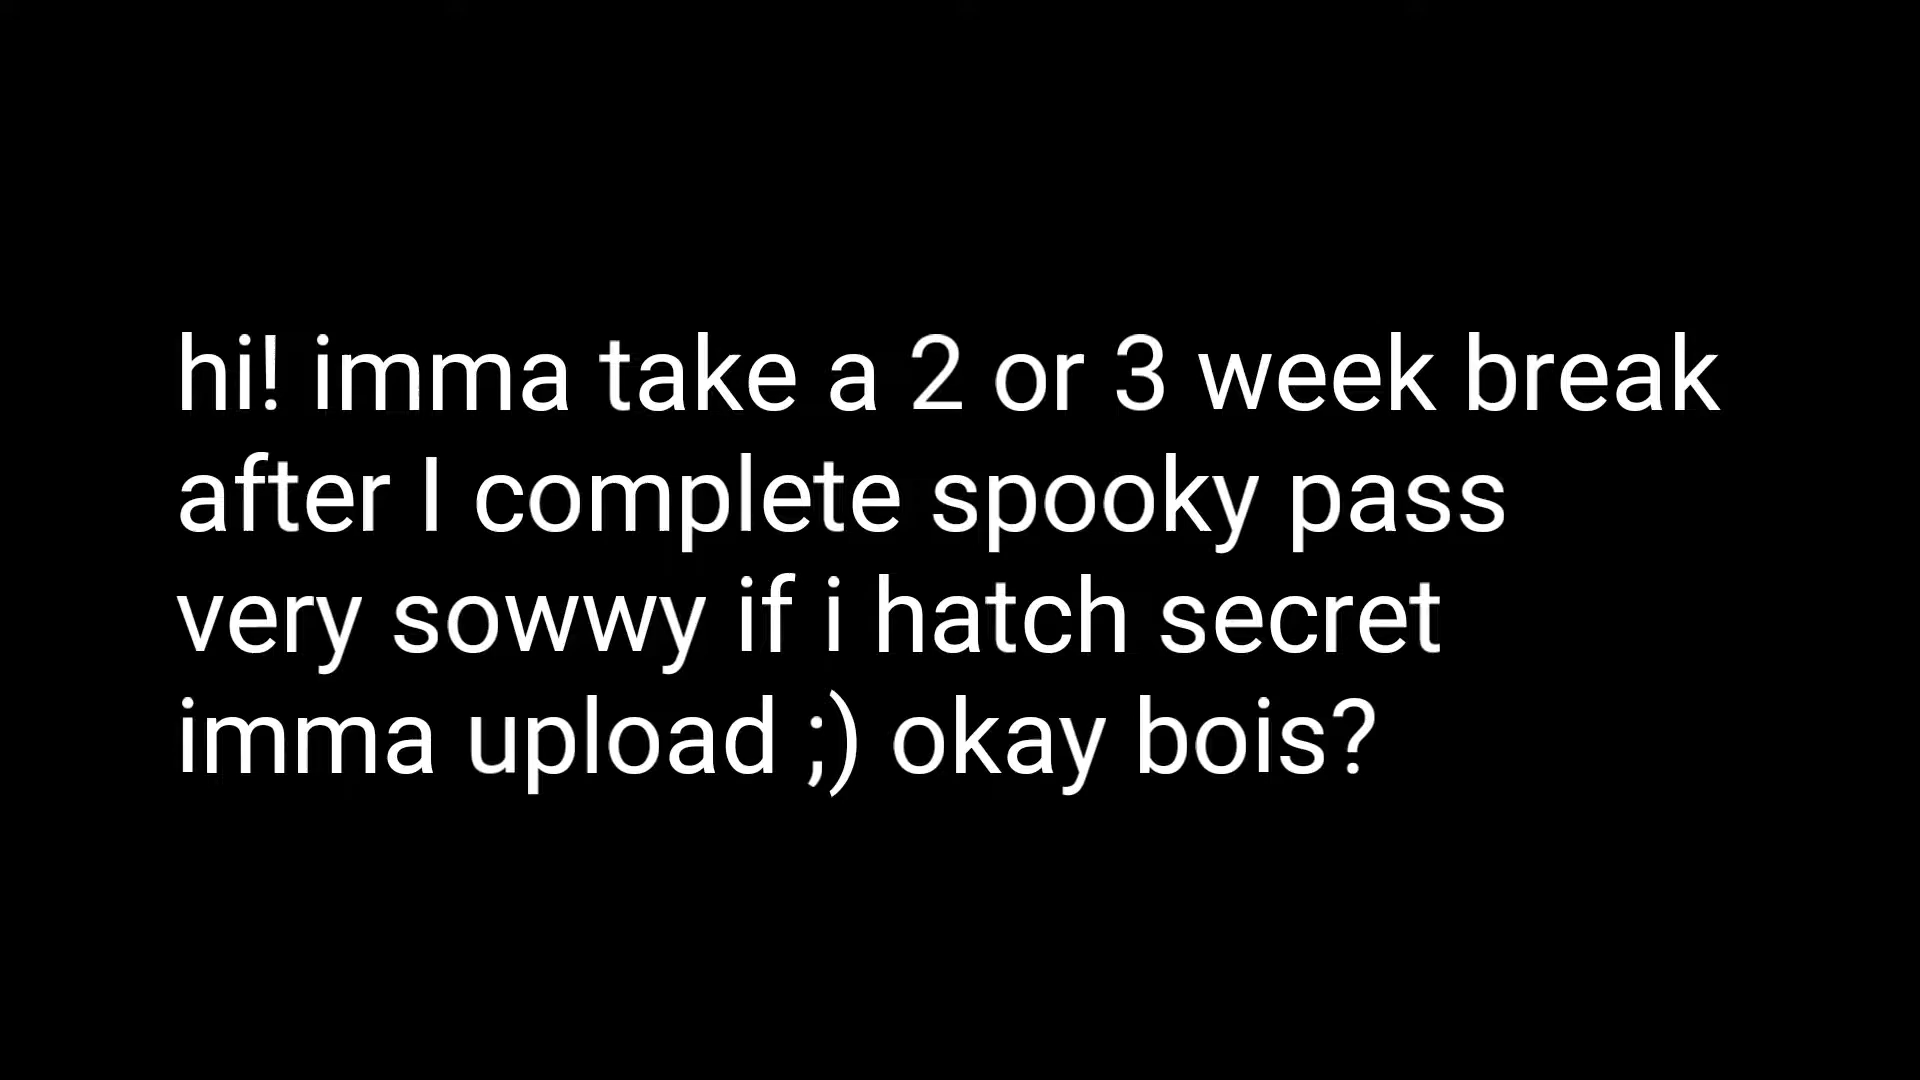 hi! imma take a 2 or 3 week break
after I complete spooky pass
very sowwy if i hatch secret
imma upload ;) okay bois?